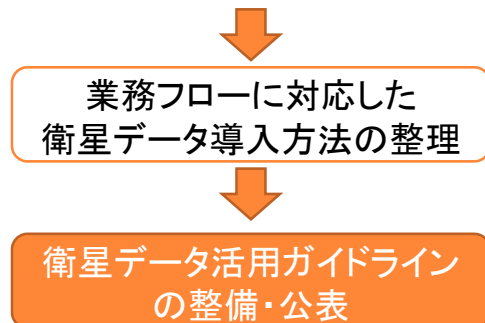 業務フローに対応した
衛星データ導入方法の整理
衛星データ活用ガイドライン
の整備・公表